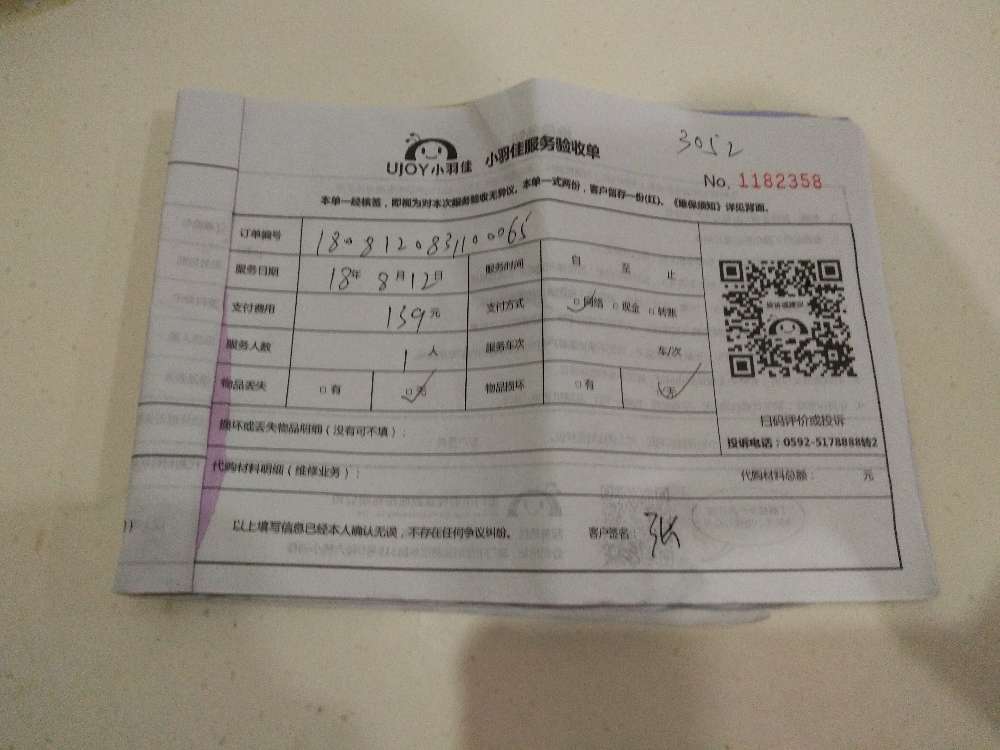 3052
UJOY小羽佳 小羽佳服务验收单
No. 1182358
本单一经核签，即视为对本次服务验收无异议。本单一式两份，客户留存一份(红)、《维保须知》详见背面。
订单编号 180812083110065
服务日期 18年 8月12日 服务时间 自 至 止
支付费用 159元 支付方式 □网络 □现金 □转账
服务人数 1人 服务车次 车/次
物品丢失 □有 □无 物品损坏 □有 □无
损坏或丢失物品明细（没有可不填）：
代购材料明细（维修业务）： 代购材料总额： 元
以上填写信息已经本人确认无误，不存在任何争议纠纷。 客户签名： 张
扫码评价或投诉
投诉电话：0592-5178888转2